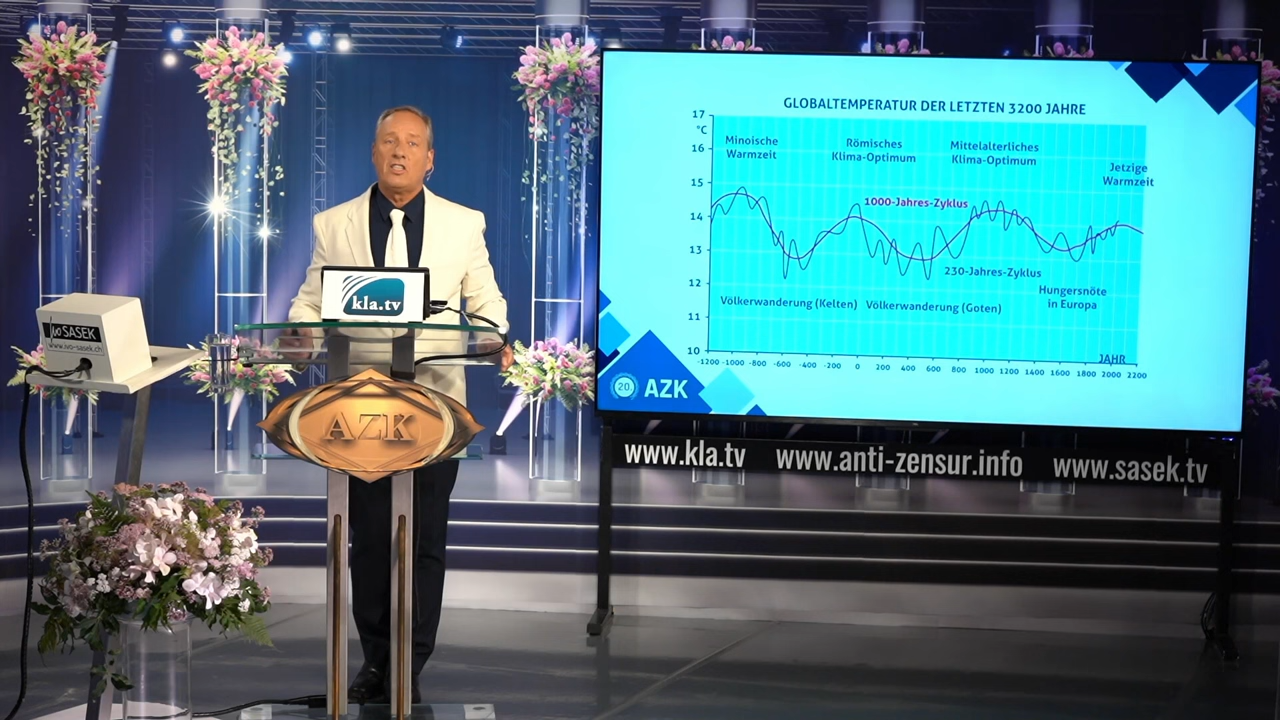 GLOBALTEMPERATUR DER LETZTEN 3200 JAHRE
17
°C
16
15
14
13
12
11
10
Minoische
Warmzeit
Römisches
Klima-Optimum
Mittelalterliches
Klima-Optimum
Jetzige
Warmzeit
1000-Jahres-Zyklus
230-Jahres-Zyklus
Hungersnöte
in Europa
Völkerwanderung (Kelten)
Völkerwanderung (Goten)
JAHR
-1200 -1000 -800 -600 -400 -200 0 200 400 600 800 1000 1200 1400 1600 1800 2000 2200
20
AZK
kla.tv
ivo SASEK
www.ivo-sasek.ch
AZK
www.kla.tv www.anti-zensur.info www.sasek.tv